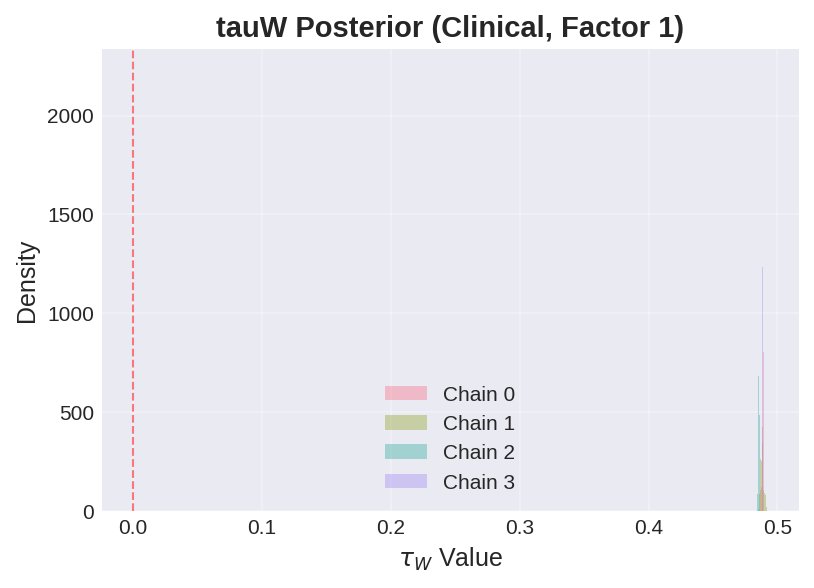 tauW Posterior (Clinical, Factor 1)
Density
2000
1500
1000
500
0
Chain 0
Chain 1
Chain 2
Chain 3
0.0 0.1 0.2 0.3 0.4 0.5
τ_W Value